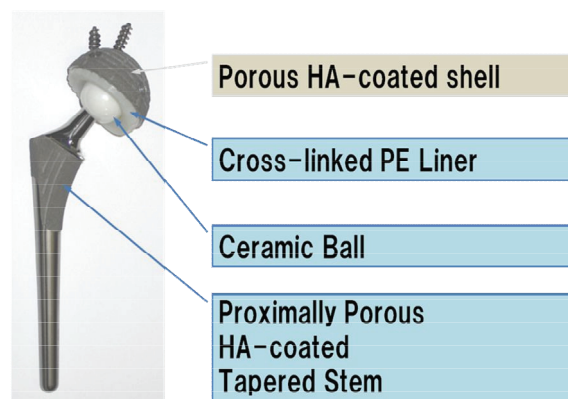 Porous HA-coated shell
Cross-linked PE Liner
Ceramic Ball
Proximally Porous
HA-coated
Tapered Stem